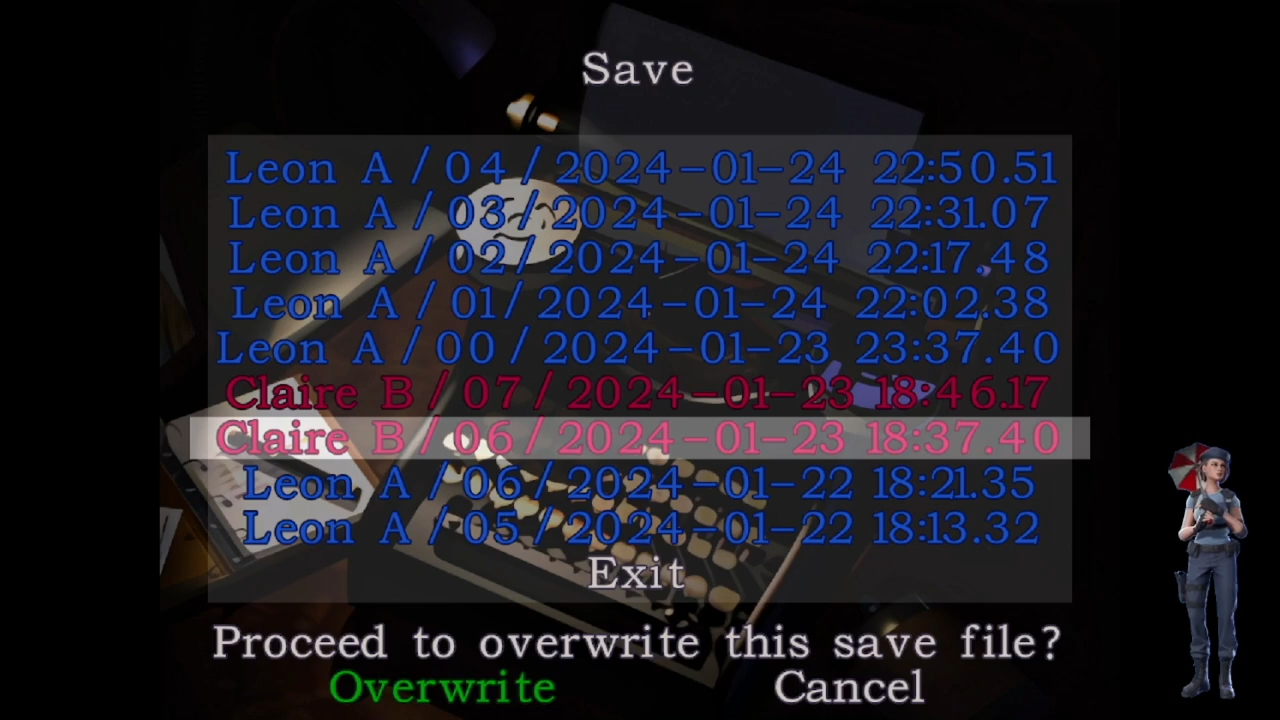 Save
Leon A / 04 / 2024-01-24 22:50.51
Leon A / 03 / 2024-01-24 22:31.07
Leon A / 02 / 2024-01-24 22:17.48
Leon A / 01 / 2024-01-24 22:02.38
Leon A / 00 / 2024-01-23 23:37.40
Claire B / 07 / 2024-01-23 18:46.17
Claire B / 06 / 2024-01-23 18:37.40
Leon A / 06 / 2024-01-22 18:21.35
Leon A / 05 / 2024-01-22 18:13.32
Exit
Proceed to overwrite this save file?
Overwrite Cancel